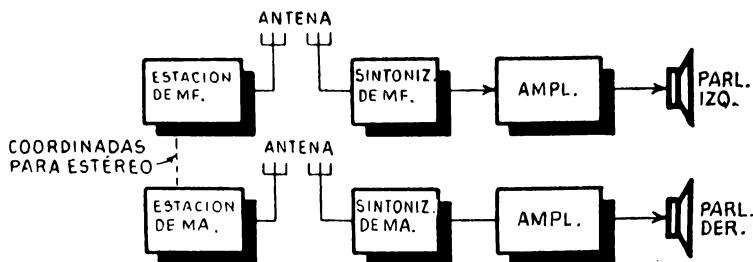 ANTENA
ESTACION
DE MF.
SINTONIZ.
DE MF.
AMPL.
PARL.
IZQ.
COORDINADAS
PARA ESTÉREO
ANTENA
ESTACION
DE MA.
SINTONIZ.
DE MA.
AMPL.
PARL.
DER.